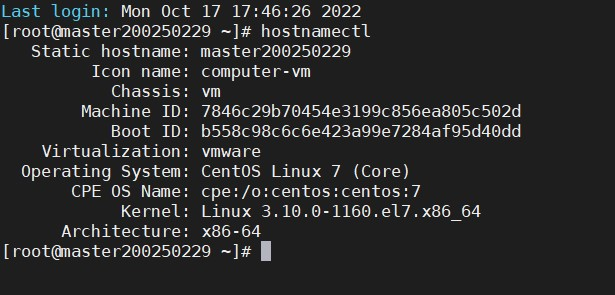 Last login: Mon Oct 17 17:46:26 2022
[root@master200250229 ~]# hostnamectl
Static hostname: master200250229
Icon name: computer-vm
Chassis: vm
Machine ID: 7846c29b70454e3199c856ea805c502d
Boot ID: b558c98c6c6e423a99e7284af95d40dd
Virtualization: vmware
Operating System: CentOS Linux 7 (Core)
CPE OS Name: cpe:/o:centos:centos:7
Kernel: Linux 3.10.0-1160.el7.x86_64
Architecture: x86-64
[root@master200250229 ~]#